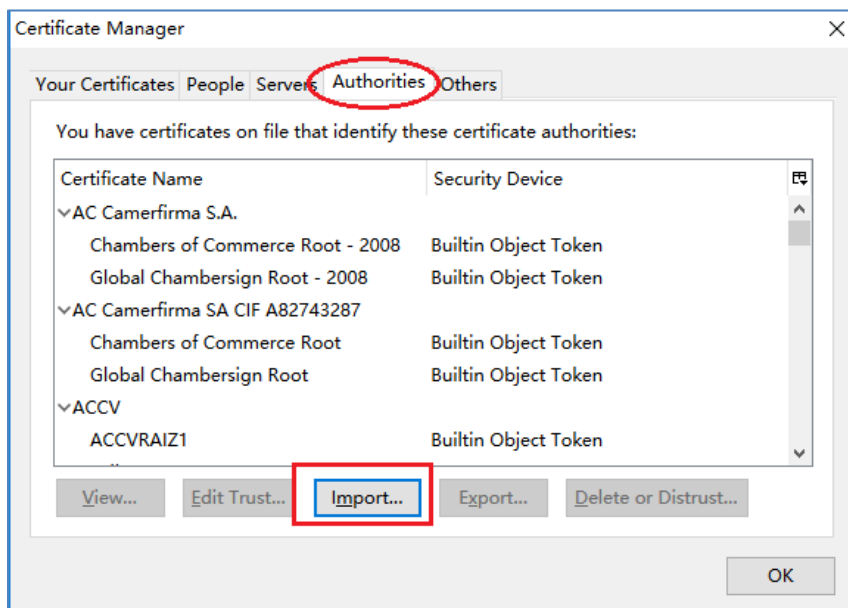 Certificate Manager
Your Certificates People Servers Authorities Others
You have certificates on file that identify these certificate authorities:
Certificate Name Security Device
AC Camerfirma S.A.
Chambers of Commerce Root - 2008 Builtin Object Token
Global Chambersign Root - 2008 Builtin Object Token
AC Camerfirma SA CIF A82743287
Chambers of Commerce Root Builtin Object Token
Global Chambersign Root Builtin Object Token
ACCV
ACCVRAIZ1 Builtin Object Token
View... Edit Trust... Import... Export... Delete or Distrust...
OK